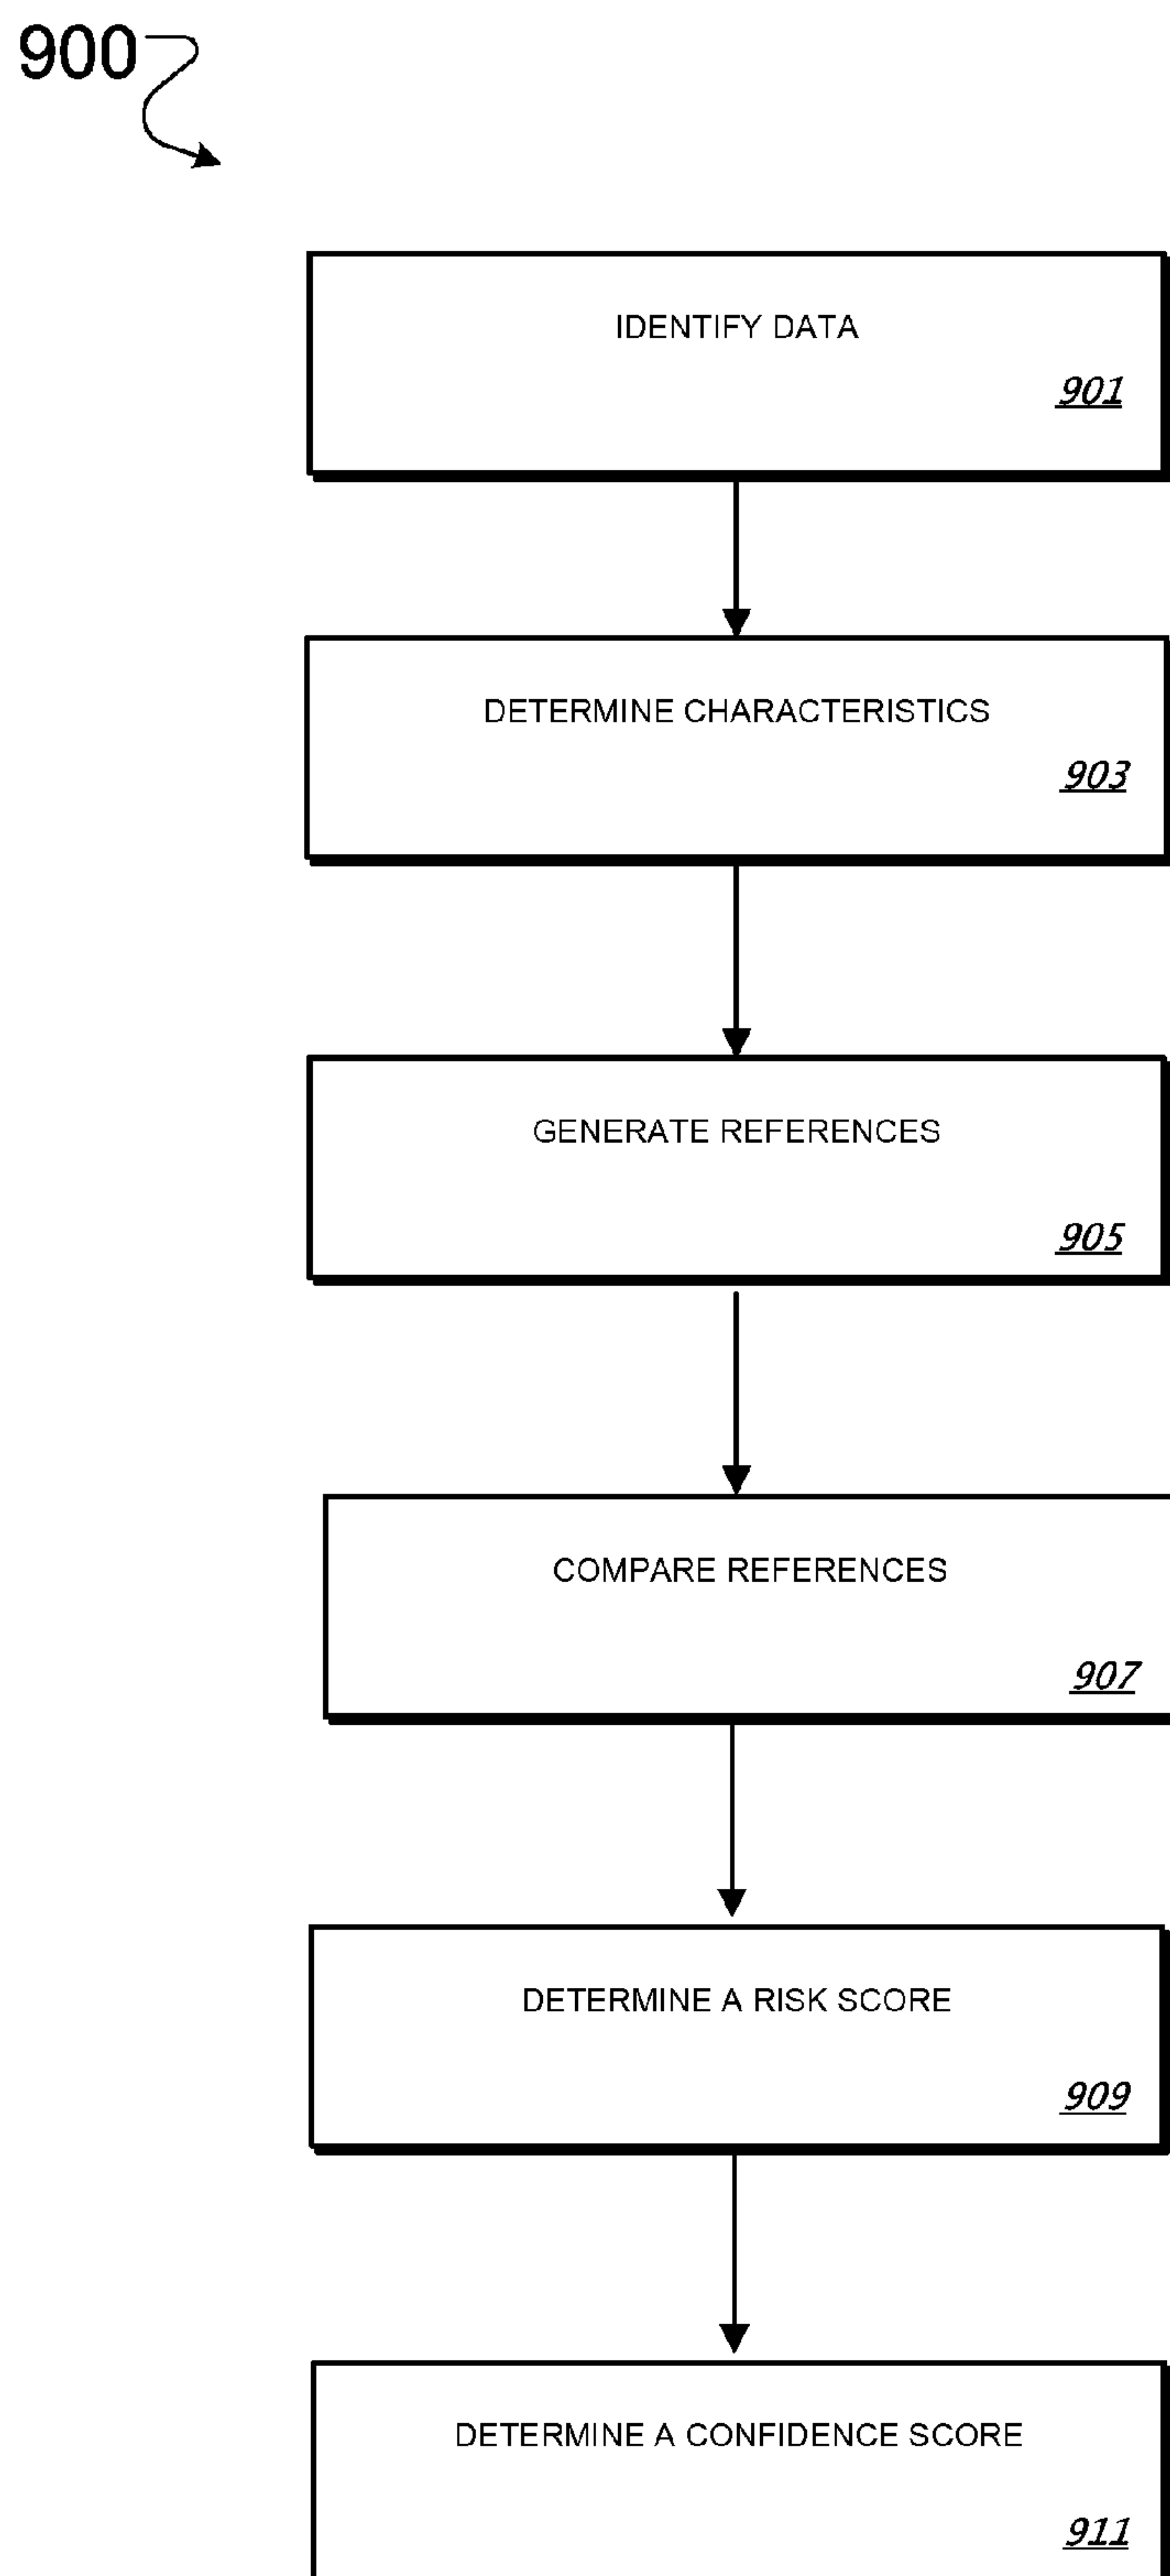 900
IDENTIFY DATA
901
DETERMINE CHARACTERISTICS
903
GENERATE REFERENCES
905
COMPARE REFERENCES
907
DETERMINE A RISK SCORE
909
DETERMINE A CONFIDENCE SCORE
911